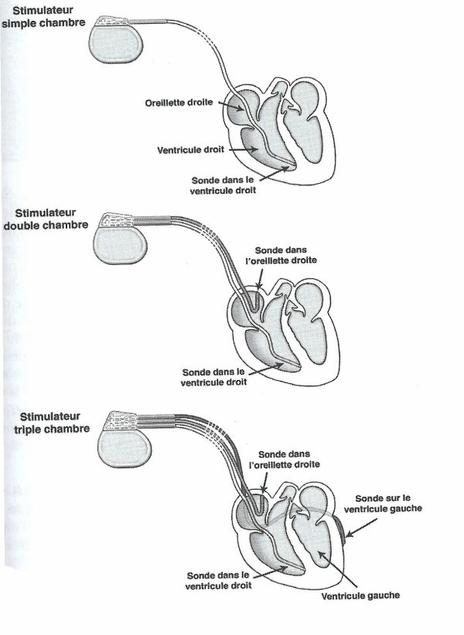 Stimulateur
simple chambre
Oreillette droite
Ventricule droit
Sonde dans le
ventricule droit
Stimulateur
double chambre
Sonde dans
l'oreillette droite
Sonde dans le
ventricule droit
Stimulateur
triple chambre
Sonde dans
l'oreillette droite
Sonde sur le
ventricule gauche
Sonde dans le
ventricule droit
Ventricule gauche